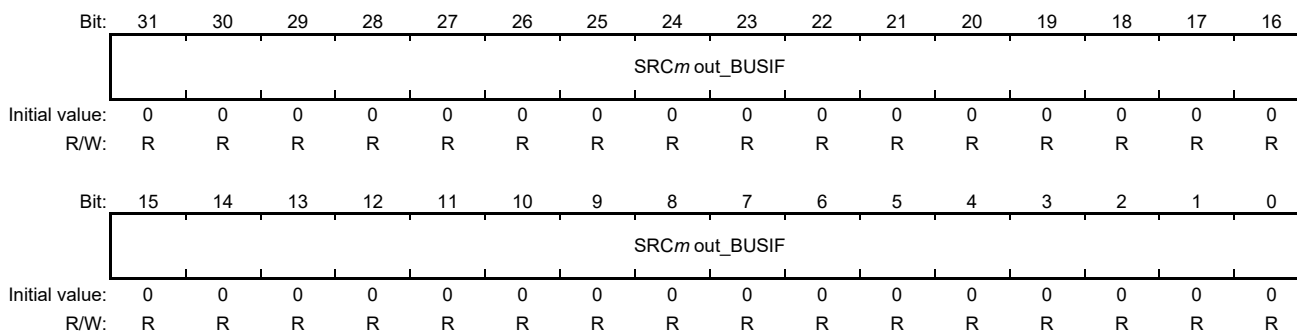 Bit: 31 30 29 28 27 26 25 24 23 22 21 20 19 18 17 16
SRCm out_BUSIF
Initial value: 0 0 0 0 0 0 0 0 0 0 0 0 0 0 0 0
R/W: R R R R R R R R R R R R R R R R
Bit: 15 14 13 12 11 10 9 8 7 6 5 4 3 2 1 0
SRCm out_BUSIF
Initial value: 0 0 0 0 0 0 0 0 0 0 0 0 0 0 0 0
R/W: R R R R R R R R R R R R R R R R